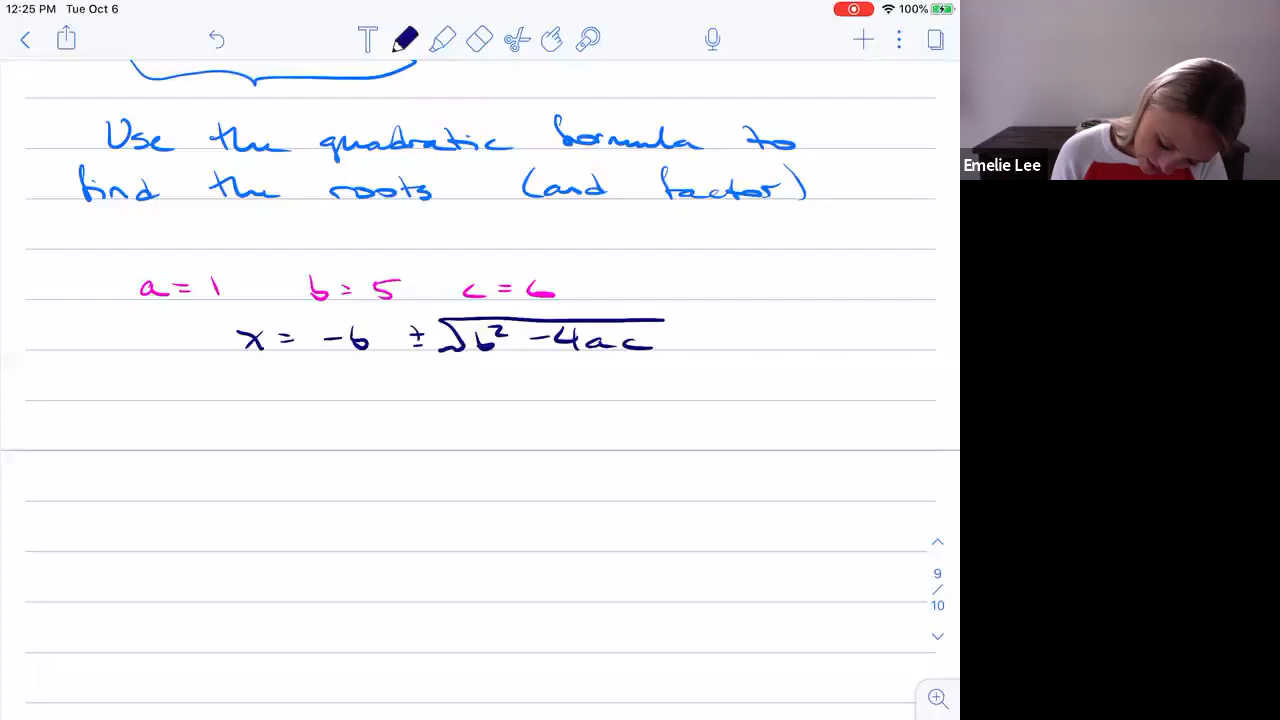 12:25 PM Tue Oct 6
100%
Use the quadratic formula to
find the roots (and factor)
a = 1 b = 5 c = 6
x = -b ± √b² - 4ac
Emelie Lee
9
/
10